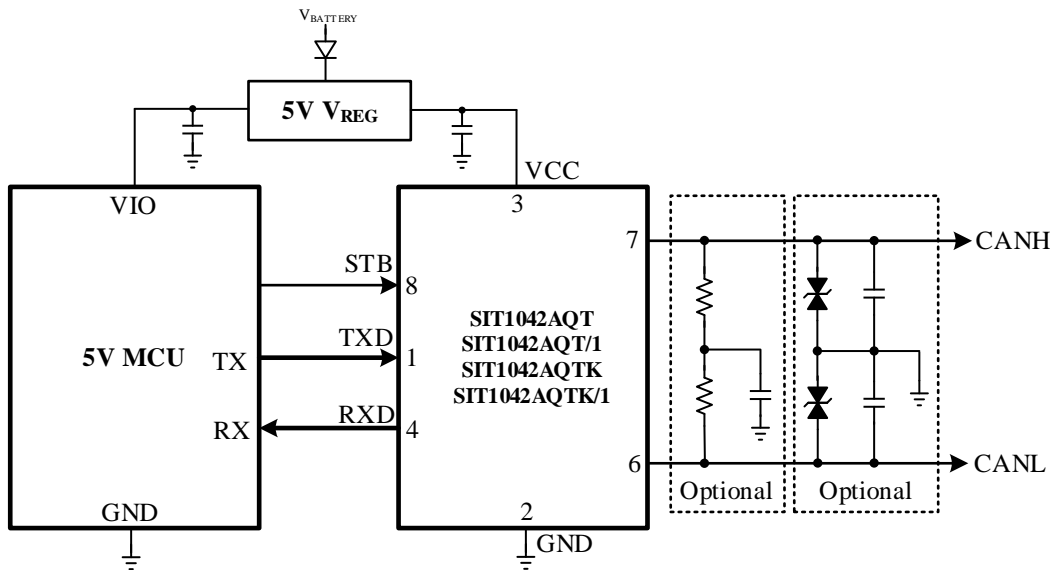 VBATTERY
5V VREG
VCC
VIO
3
7
CANH
STB
8
SIT1042AQT
SIT1042AQT/1
SIT1042AQTK
SIT1042AQTK/1
5V MCU
TX
TXD
1
RX
RXD
4
6
CANL
Optional
Optional
GND
2
GND